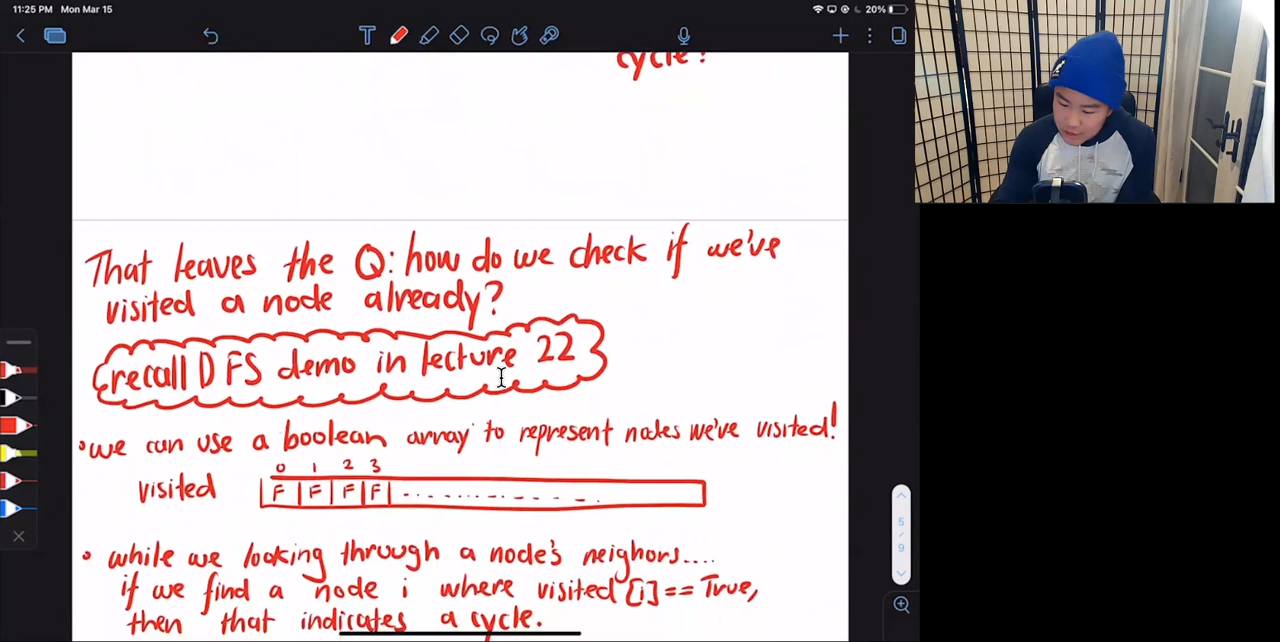 11:25 PM Mon Mar 15
20%
T
cycle?
That leaves the Q: how do we check if we've
visited a node already?
recall DFS demo in lecture 22
• we can use a boolean array to represent nodes we've visited!
0 1 2 3
visited F F F F
• while we looking through a node's neighors....
if we find a node i where visited [i] == True,
then that indicates a cycle.
5
/
9